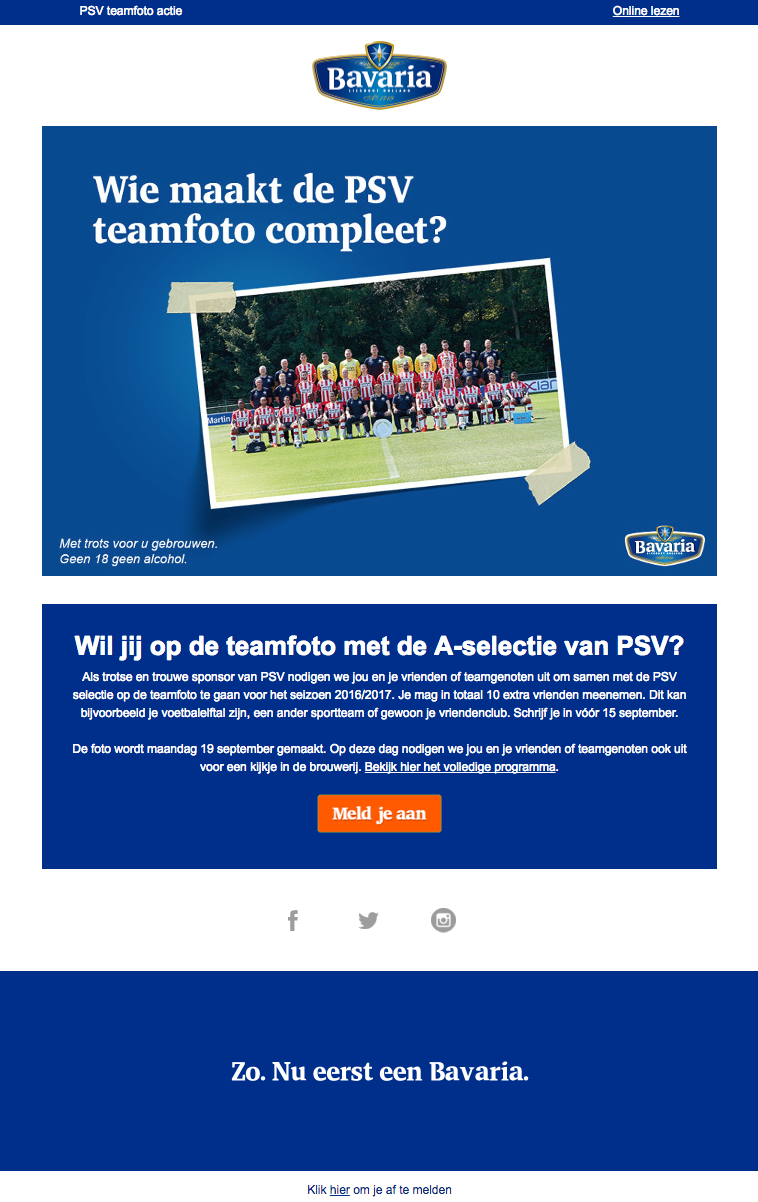 PSV teamfoto actie
Online lezen
Bavaria
Wie maakt de PSV
teamfoto compleet?
Martin
xian
Met trots voor u gebrouwen.
Geen 18 geen alcohol.
Bavaria
Wil jij op de teamfoto met de A-selectie van PSV?
Als trotse en trouwe sponsor van PSV nodigen we jou en je vrienden of teamgenoten uit om samen met de PSV
selectie op de teamfoto te gaan voor het seizoen 2016/2017. Je mag in totaal 10 extra vrienden meenemen. Dit kan
bijvoorbeeld je voetbalelftal zijn, een ander sportteam of gewoon je vriendenclub. Schrijf je in vóór 15 september.
De foto wordt maandag 19 september gemaakt. Op deze dag nodigen we jou en je vrienden of teamgenoten ook uit
voor een kijkje in de brouwerij. Bekijk hier het volledige programma.
Meld je aan
Zo. Nu eerst een Bavaria.
Klik hier om je af te melden